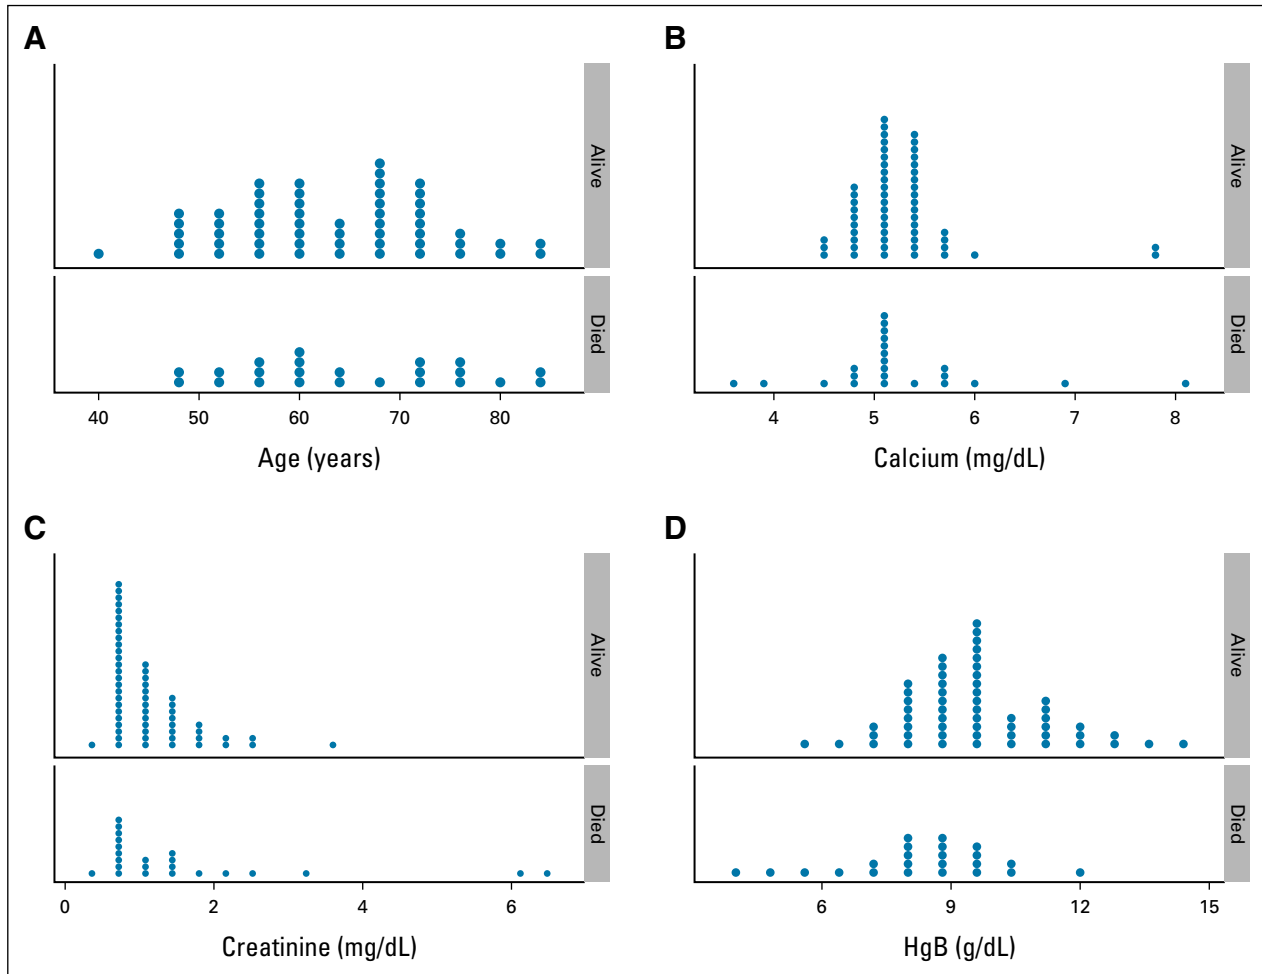 A
Alive
Died
40 50 60 70 80
Age (years)
B
Alive
Died
4 5 6 7 8
Calcium (mg/dL)
C
Alive
Died
0 2 4 6
Creatinine (mg/dL)
D
Alive
Died
6 9 12 15
HgB (g/dL)